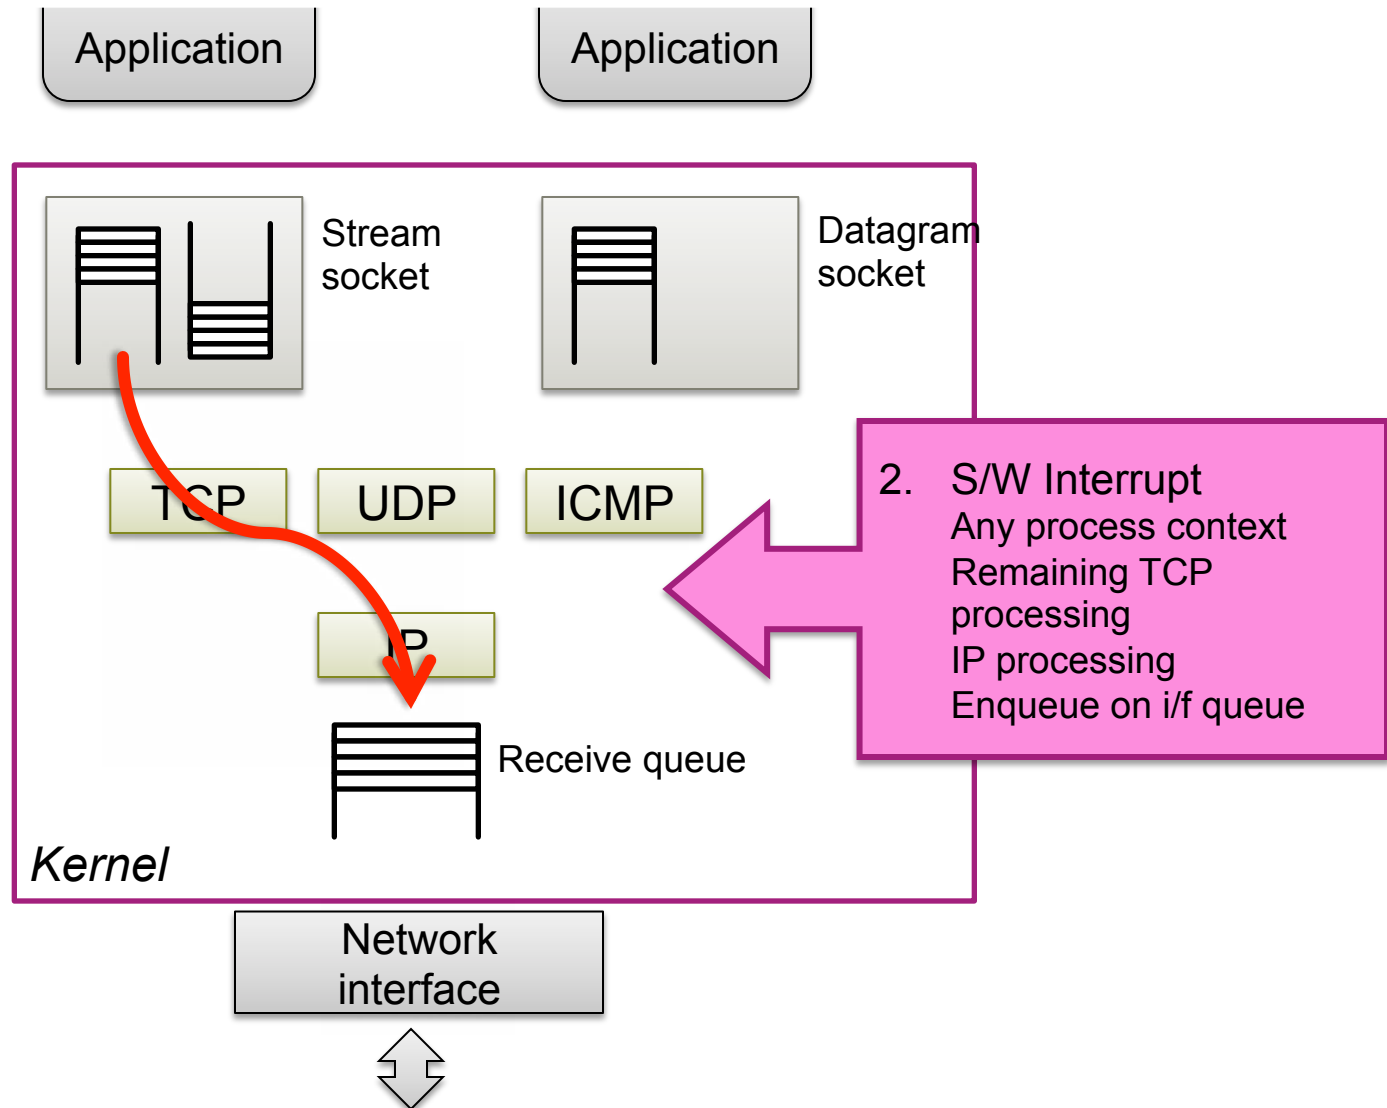 Application
Application
Stream
socket
Datagram
socket
TCP
UDP
ICMP
2. S/W Interrupt
Any process context
Remaining TCP
processing
IP processing
Enqueue on i/f queue
IP
Receive queue
Kernel
Network
interface